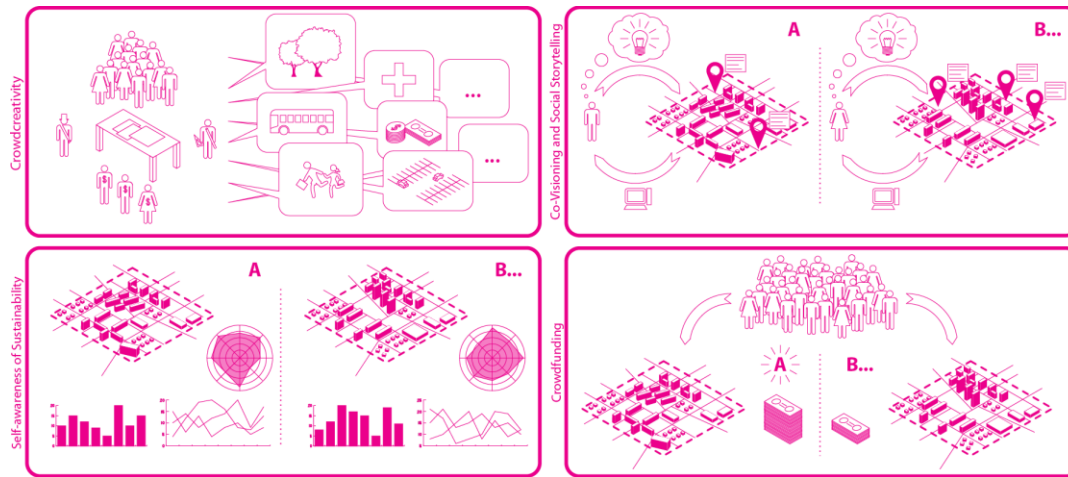 Crowdcreativity
...
...
Co-Visioning and Social Storytelling
A
B...
Self-awareness of Sustainability
A
B...
Crowdfunding
A
B...
$
$
$
$